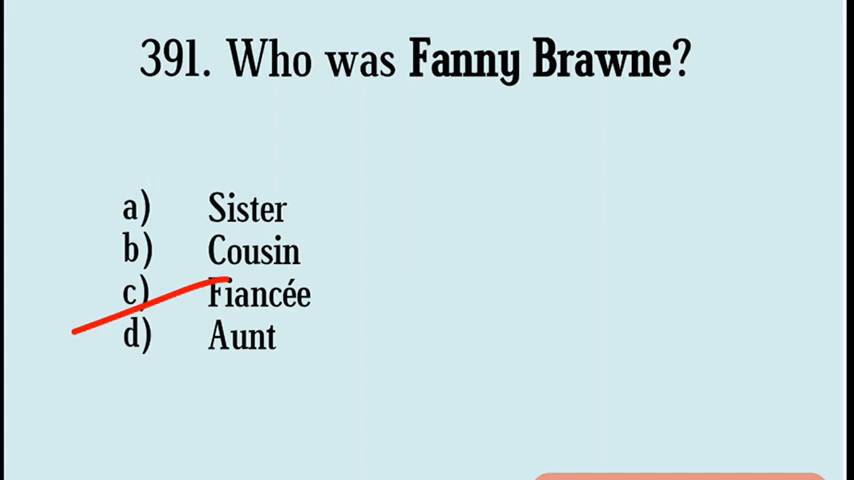 391. Who was Fanny Brawne?
a) Sister
b) Cousin
c) Fiancée
d) Aunt